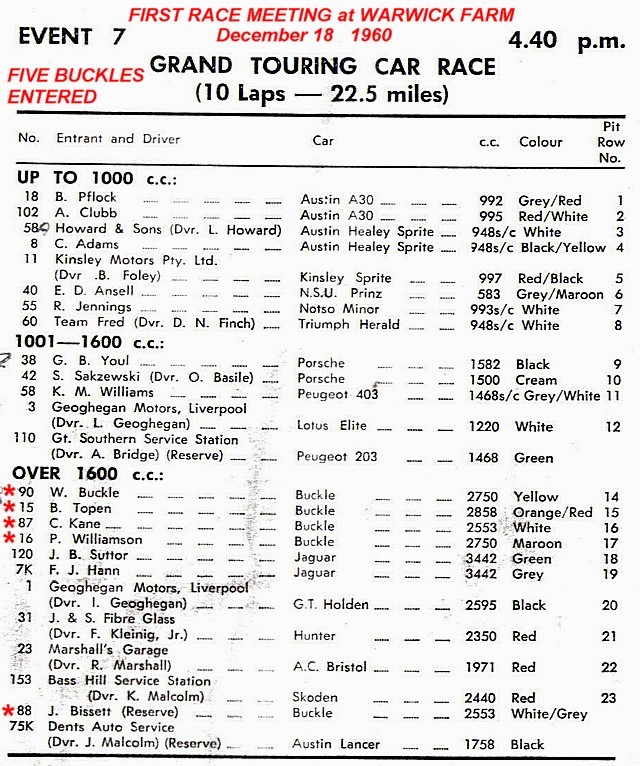 FIRST RACE MEETING at WARWICK FARM
December 18 1960
EVENT 7
4.40 p.m.
FIVE BUCKLES
ENTERED
GRAND TOURING CAR RACE
(10 Laps — 22.5 miles)
No. Entrant and Driver Car c.c. Colour Pit Row No.
UP TO 1000 c.c.:
18 B. Pflock Austin A30 992 Grey/Red 1
102 A. Clubb Austin A30 995 Red/White 2
58 Howard & Sons (Dvr. L. Howard) Austin Healey Sprite 948s/c White 3
8 C. Adams Austin Healey Sprite 948s/c Black/Yellow 4
11 Kinsley Motors Pty. Ltd.
(Dvr .B. Foley) Kinsley Sprite 997 Red/Black 5
40 E. D. Ansell N.S.U. Prinz 583 Grey/Maroon 6
55 R. Jennings Notso Minor 993s/c White 7
60 Team Fred (Dvr. D. N. Finch) Triumph Herald 948s/c White 8
1001—1600 c.c.:
38 G. B. Youl Porsche 1582 Black 9
42 S. Sakzewski (Dvr. O. Basile) Porsche 1500 Cream 10
58 K. M. Williams Peugeot 403 1468s/c Grey/White 11
3 Geoghegan Motors, Liverpool
(Dvr. L. Geoghegan) Lotus Elite 1220 White 12
110 Gt. Southern Service Station
(Dvr. A. Bridge) (Reserve) Peugeot 203 1468 Green
OVER 1600 c.c.:
*90 W. Buckle Buckle 2750 Yellow 14
*15 B. Topen Buckle 2858 Orange/Red 15
*87 C. Kane Buckle 2553 White 16
*16 P. Williamson Buckle 2750 Maroon 17
120 J. B. Suttor Jaguar 3442 Green 18
7K F. J. Hann Jaguar 3442 Grey 19
1 Geoghegan Motors, Liverpool
(Dvr. I. Geoghegan) G.T. Holden 2595 Black 20
31 J. & S. Fibre Glass
(Dvr. F. Kleinig, Jr.) Hunter 2350 Red 21
23 Marshall's Garage
(Dvr. R. Marshall) A.C. Bristol 1971 Red 22
153 Bass Hill Service Station
(Dvr. K. Malcolm) Skoden 2440 Red 23
*88 J. Bissett (Reserve) Buckle 2553 White/Grey
75K Dents Auto Service
(Dvr. J. Malcolm) (Reserve) Austin Lancer 1758 Black